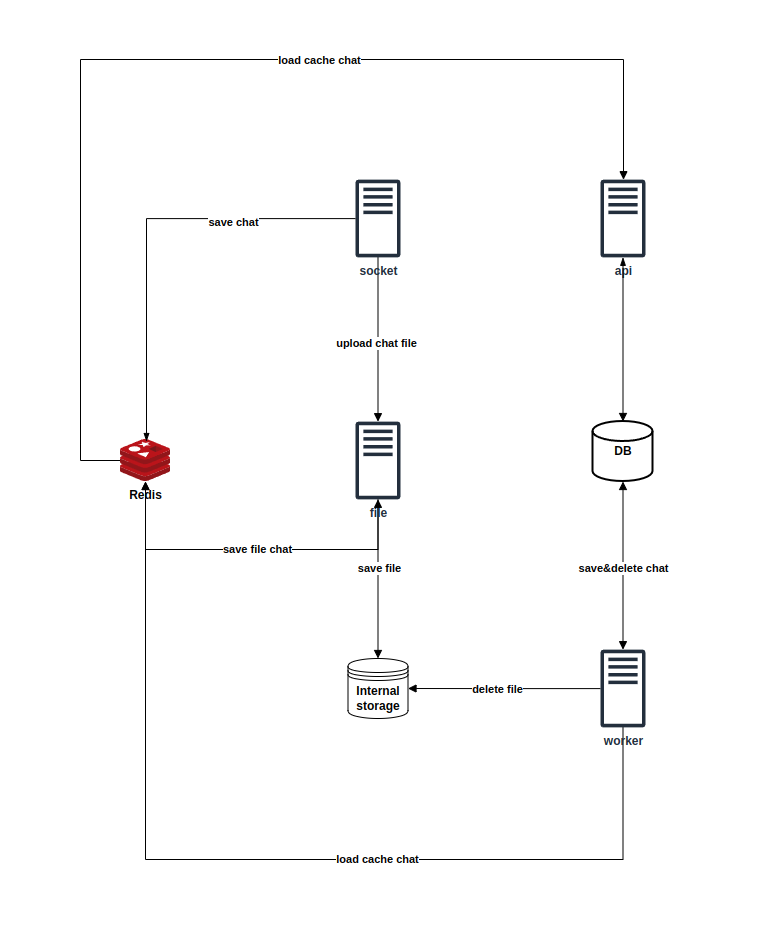 load cache chat
save chat
socket
api
upload chat file
DB
Redis
file
save file chat
save file
save&delete chat
Internal
storage
delete file
worker
load cache chat